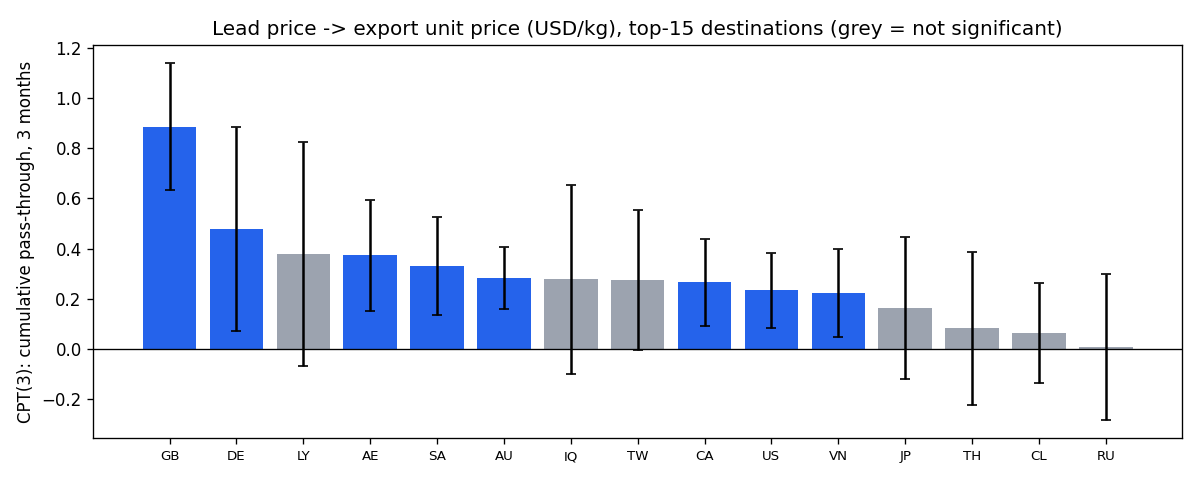 Lead price -> export unit price (USD/kg), top-15 destinations (grey = not significant)
CPT(3): cumulative pass-through, 3 months
1.2
1.0
0.8
0.6
0.4
0.2
0.0
−0.2
GB DE LY AE SA AU IQ TW CA US VN JP TH CL RU